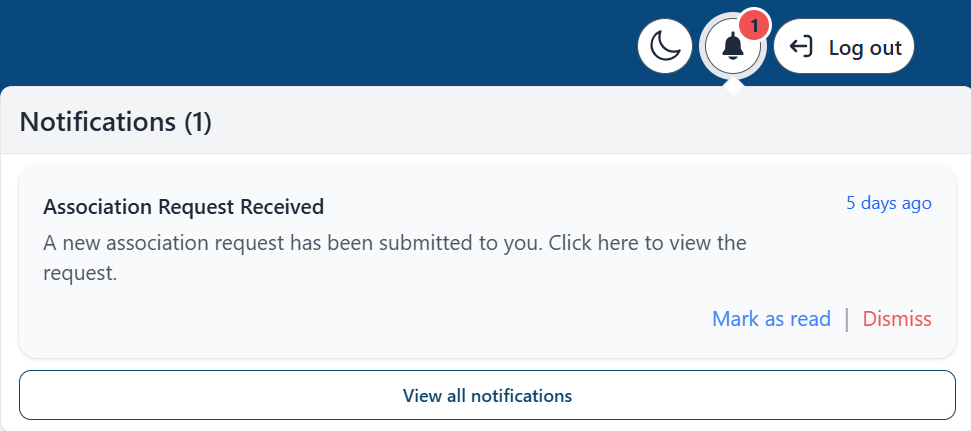 1
Log out
Notifications (1)
Association Request Received
5 days ago
A new association request has been submitted to you. Click here to view the
request.
Mark as read | Dismiss
View all notifications